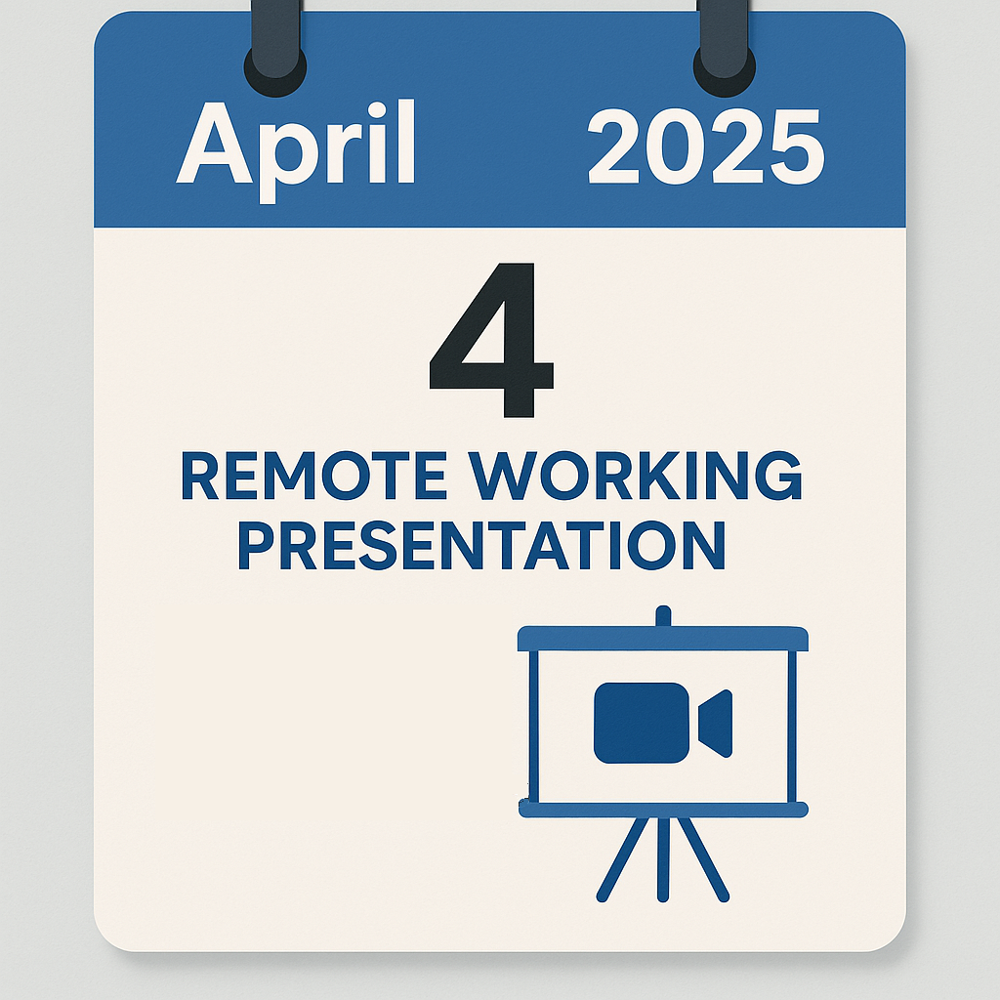 April 2025
4
REMOTE WORKING
PRESENTATION